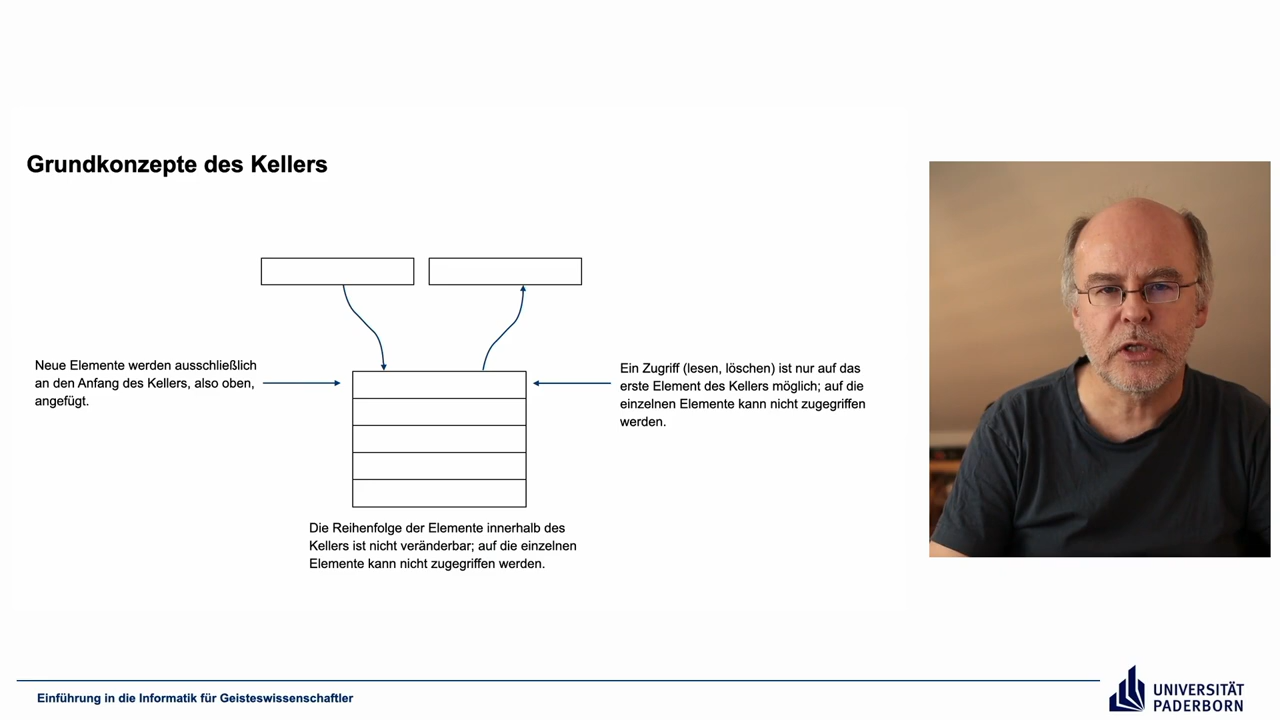 Grundkonzepte des Kellers
Neue Elemente werden ausschließlich
an den Anfang des Kellers, also oben,
angefügt.
Ein Zugriff (lesen, löschen) ist nur auf das
erste Element des Kellers möglich; auf die
einzelnen Elemente kann nicht zugegriffen
werden.
Die Reihenfolge der Elemente innerhalb des
Kellers ist nicht veränderbar; auf die einzelnen
Elemente kann nicht zugegriffen werden.
Einführung in die Informatik für Geisteswissenschaftler
UNIVERSITÄT
PADERBORN